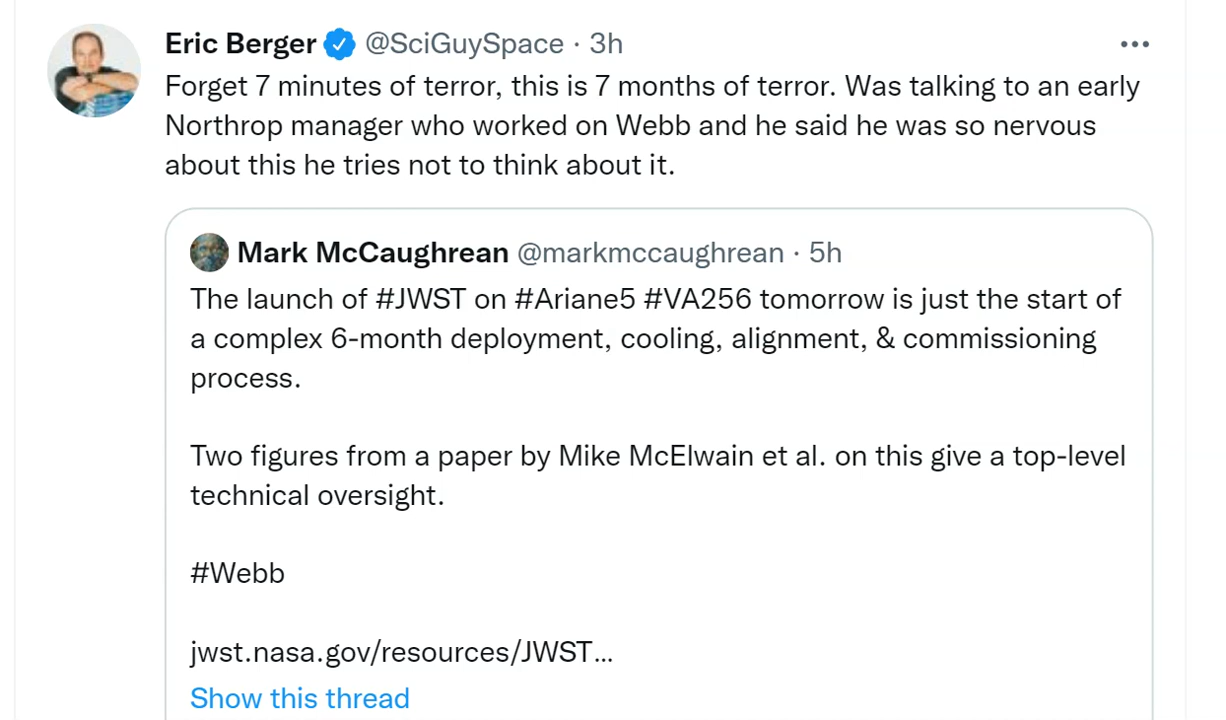 Eric Berger @SciGuySpace · 3h
Forget 7 minutes of terror, this is 7 months of terror. Was talking to an early
Northrop manager who worked on Webb and he said he was so nervous
about this he tries not to think about it.
Mark McCaughrean @markmccaughrean · 5h
The launch of #JWST on #Ariane5 #VA256 tomorrow is just the start of
a complex 6-month deployment, cooling, alignment, & commissioning
process.
Two figures from a paper by Mike McElwain et al. on this give a top-level
technical oversight.
#Webb
jwst.nasa.gov/resources/JWST...
Show this thread